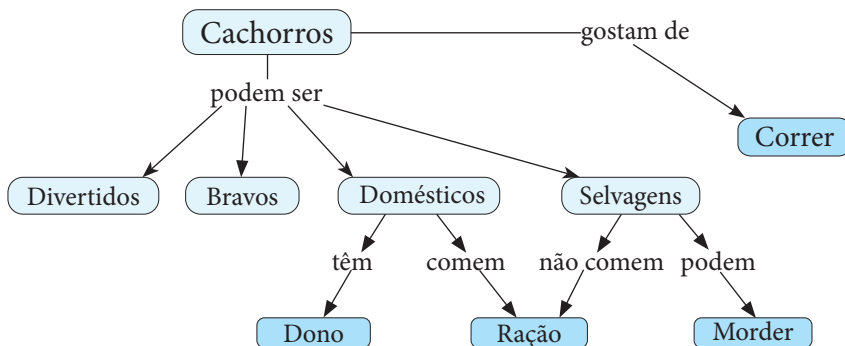 Cachorros
gostam de
podem ser
Correr
Divertidos
Bravos
Domésticos
Selvagens
têm
comem
não comem
podem
Dono
Ração
Morder